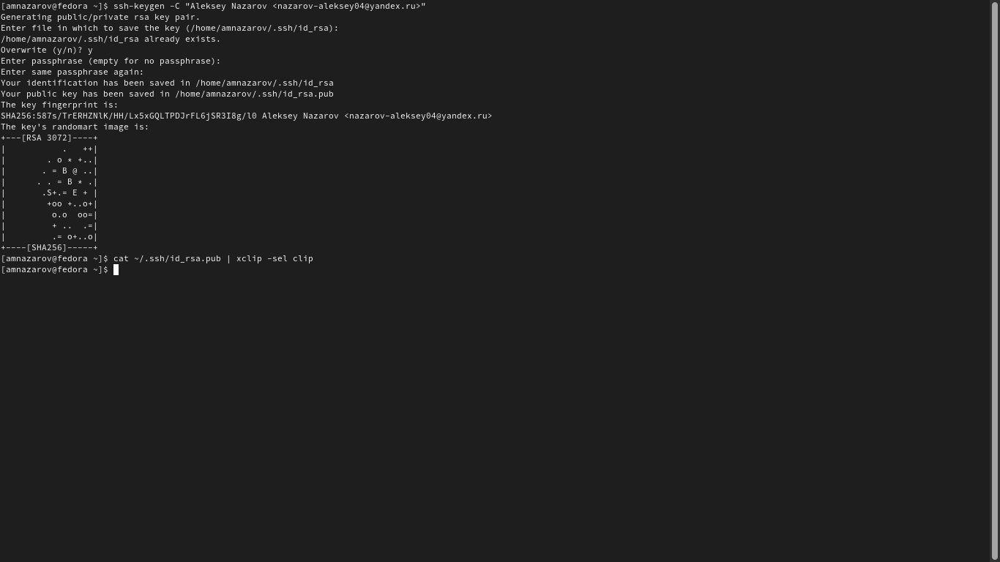 [amnazarov@fedora ~]$ ssh-keygen -C "Aleksey Nazarov <nazarov-aleksey04@yandex.ru>"
Generating public/private rsa key pair.
Enter file in which to save the key (/home/amnazarov/.ssh/id_rsa):
/home/amnazarov/.ssh/id_rsa already exists.
Overwrite (y/n)? y
Enter passphrase (empty for no passphrase):
Enter same passphrase again:
Your identification has been saved in /home/amnazarov/.ssh/id_rsa
Your public key has been saved in /home/amnazarov/.ssh/id_rsa.pub
The key fingerprint is:
SHA256:587s/TrERHZNlK/HH/Lx5xGQLTPDJrFL6jSR3I8g/l0 Aleksey Nazarov <nazarov-aleksey04@yandex.ru>
The key's randomart image is:
+---[RSA 3072]----+
|           .   ++|
|        . o * +..|
|       . = B @ ..|
|      . . = B * .|
|       .S+.= E + |
|        +oo +..o+|
|         o.o  oo=|
|         + ..  .=|
|         .= o+..o|
+----[SHA256]-----+
[amnazarov@fedora ~]$ cat ~/.ssh/id_rsa.pub | xclip -sel clip
[amnazarov@fedora ~]$